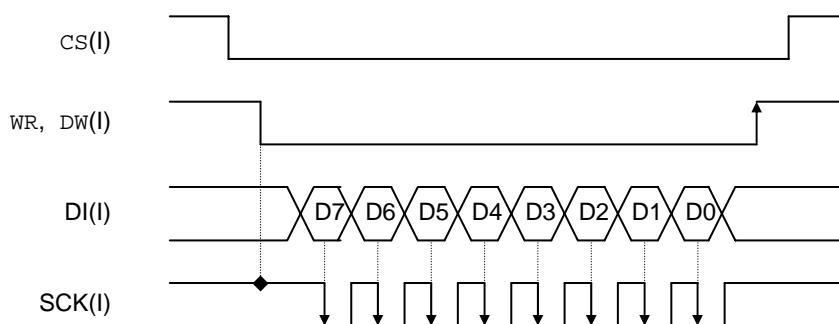 CS(I)
WR, DW(I)
DI(I) D7 D6 D5 D4 D3 D2 D1 D0
SCK(I)